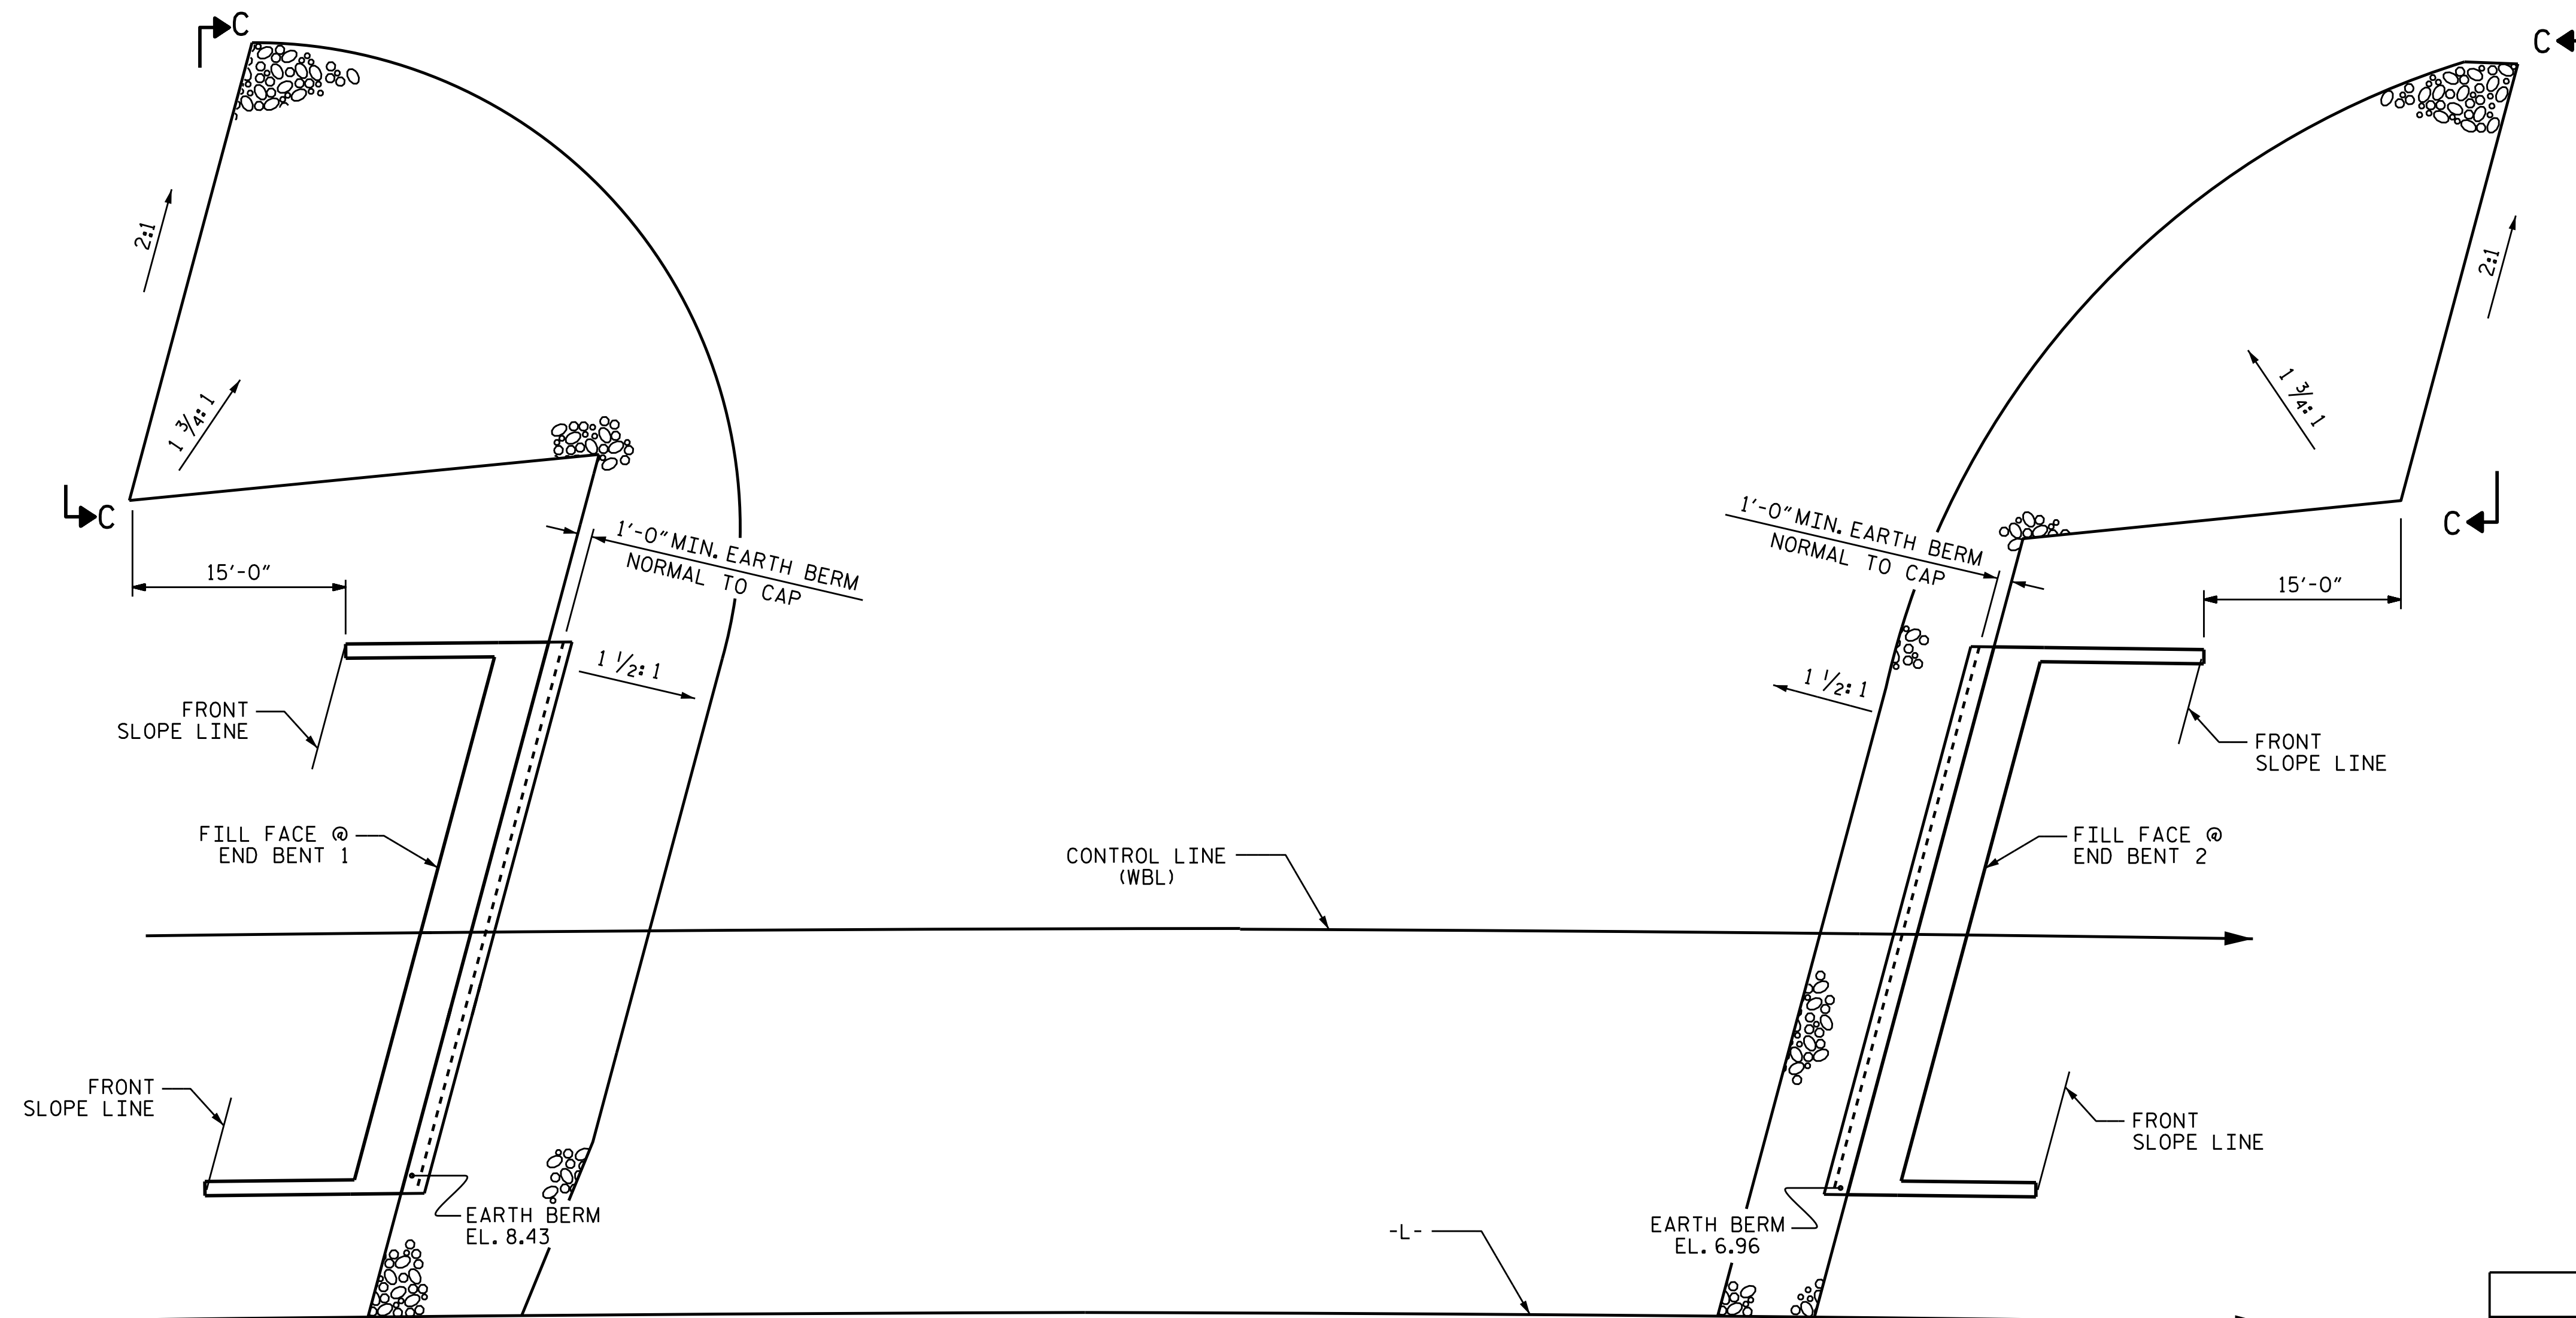 C
C
2:1
2:1
1 3/4:1
1 3/4:1
C
C
1'-0" MIN. EARTH BERM
NORMAL TO CAP
1'-0" MIN. EARTH BERM
NORMAL TO CAP
15'-0"
15'-0"
1 1/2:1
1 1/2:1
FRONT
SLOPE LINE
FRONT
SLOPE LINE
FILL FACE @
END BENT 1
CONTROL LINE
(WBL)
FILL FACE @
END BENT 2
FRONT
SLOPE LINE
FRONT
SLOPE LINE
EARTH BERM
EL. 8.43
-L-
EARTH BERM
EL. 6.96